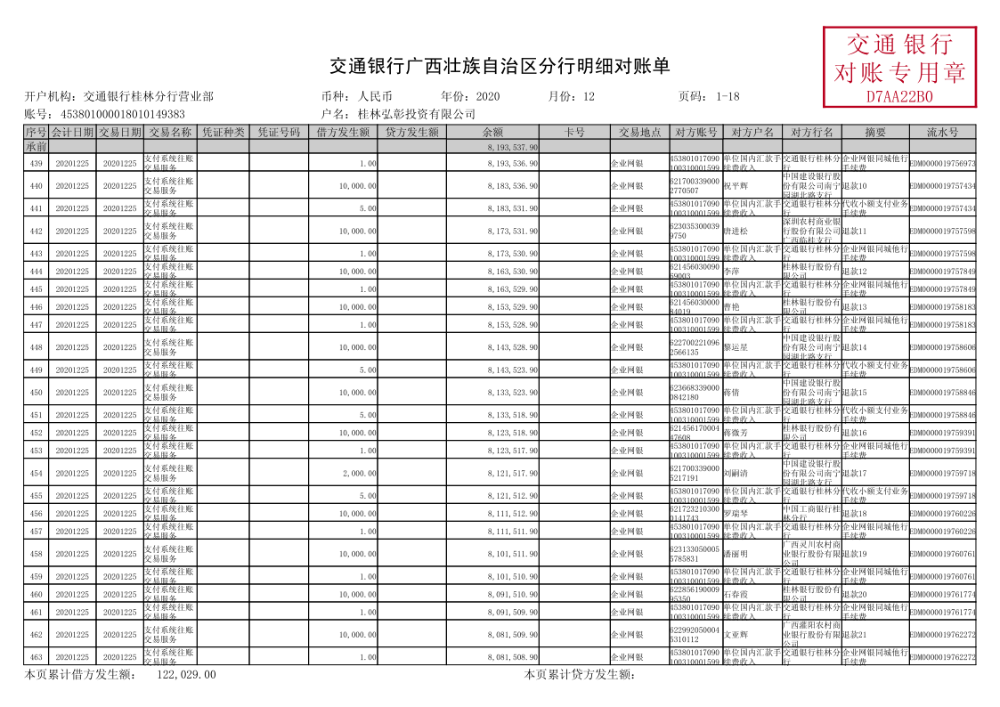 交通银行
对账专用章
D7AA22B0
交通银行广西壮族自治区分行明细对账单
开户机构：交通银行桂林分行营业部 币种：人民币 年份：2020 月份：12 页码：1-18
账号：453801000018010149383 户名：桂林弘彰投资有限公司
序号 会计日期 交易日期 交易名称 凭证种类 凭证号码 借方发生额 贷方发生额 余额 卡号 交易地点 对方账号 对方户名 对方行名 摘要 流水号
承前 8,193,537.90
439 20201225 20201225 支付系统往账交易服务 1.00 8,193,536.90 企业网银 453801017090100310001599 单位国内汇款手续费收入 交通银行桂林分行 企业网银同城他行手续费 EDM0000019756973
440 20201225 20201225 支付系统往账交易服务 10,000.00 8,183,536.90 企业网银 6217003390002770507 祝平辉 中国建设银行股份有限公司南宁园湖北路支行 退款10 EDM0000019757434
441 20201225 20201225 支付系统往账交易服务 5.00 8,183,531.90 企业网银 453801017090100310001599 单位国内汇款手续费收入 交通银行桂林分行 代收小额支付业务手续费 EDM0000019757434
442 20201225 20201225 支付系统往账交易服务 10,000.00 8,173,531.90 企业网银 6230353000399750 唐进松 深圳农村商业银行股份有限公司广西临桂支行 退款11 EDM0000019757598
443 20201225 20201225 支付系统往账交易服务 1.00 8,173,530.90 企业网银 453801017090100310001599 单位国内汇款手续费收入 交通银行桂林分行 企业网银同城他行手续费 EDM0000019757598
444 20201225 20201225 支付系统往账交易服务 10,000.00 8,163,530.90 企业网银 62145603009069003 李萍 桂林银行股份有限公司 退款12 EDM0000019757849
445 20201225 20201225 支付系统往账交易服务 1.00 8,163,529.90 企业网银 453801017090100310001599 单位国内汇款手续费收入 交通银行桂林分行 企业网银同城他行手续费 EDM0000019757849
446 20201225 20201225 支付系统往账交易服务 10,000.00 8,153,529.90 企业网银 62145603000084019 曹艳 桂林银行股份有限公司 退款13 EDM0000019758183
447 20201225 20201225 支付系统往账交易服务 1.00 8,153,528.90 企业网银 453801017090100310001599 单位国内汇款手续费收入 交通银行桂林分行 企业网银同城他行手续费 EDM0000019758183
448 20201225 20201225 支付系统往账交易服务 10,000.00 8,143,528.90 企业网银 6227002210962566135 黎运星 中国建设银行股份有限公司南宁园湖北路支行 退款14 EDM0000019758606
449 20201225 20201225 支付系统往账交易服务 5.00 8,143,523.90 企业网银 453801017090100310001599 单位国内汇款手续费收入 交通银行桂林分行 代收小额支付业务手续费 EDM0000019758606
450 20201225 20201225 支付系统往账交易服务 10,000.00 8,133,523.90 企业网银 6236683390000842180 蒋倩 中国建设银行股份有限公司南宁园湖北路支行 退款15 EDM0000019758846
451 20201225 20201225 支付系统往账交易服务 5.00 8,133,518.90 企业网银 453801017090100310001599 单位国内汇款手续费收入 交通银行桂林分行 代收小额支付业务手续费 EDM0000019758846
452 20201225 20201225 支付系统往账交易服务 10,000.00 8,123,518.90 企业网银 62145617000447608 蒋微芳 桂林银行股份有限公司 退款16 EDM0000019759391
453 20201225 20201225 支付系统往账交易服务 1.00 8,123,517.90 企业网银 453801017090100310001599 单位国内汇款手续费收入 交通银行桂林分行 企业网银同城他行手续费 EDM0000019759391
454 20201225 20201225 支付系统往账交易服务 2,000.00 8,121,517.90 企业网银 6217003390005217191 刘嗣清 中国建设银行股份有限公司南宁园湖北路支行 退款17 EDM0000019759718
455 20201225 20201225 支付系统往账交易服务 5.00 8,121,512.90 企业网银 453801017090100310001599 单位国内汇款手续费收入 交通银行桂林分行 代收小额支付业务手续费 EDM0000019759718
456 20201225 20201225 支付系统往账交易服务 10,000.00 8,111,512.90 企业网银 6217232103000141743 罗瑞琴 中国工商银行桂林分行 退款18 EDM0000019760226
457 20201225 20201225 支付系统往账交易服务 1.00 8,111,511.90 企业网银 453801017090100310001599 单位国内汇款手续费收入 交通银行桂林分行 企业网银同城他行手续费 EDM0000019760226
458 20201225 20201225 支付系统往账交易服务 10,000.00 8,101,511.90 企业网银 6231330500055785831 潘丽明 广西灵川农村商业银行股份有限公司 退款19 EDM0000019760761
459 20201225 20201225 支付系统往账交易服务 1.00 8,101,510.90 企业网银 453801017090100310001599 单位国内汇款手续费收入 交通银行桂林分行 企业网银同城他行手续费 EDM0000019760761
460 20201225 20201225 支付系统往账交易服务 10,000.00 8,091,510.90 企业网银 62285619000995350 石春霞 桂林银行股份有限公司 退款20 EDM0000019761774
461 20201225 20201225 支付系统往账交易服务 1.00 8,091,509.90 企业网银 453801017090100310001599 单位国内汇款手续费收入 交通银行桂林分行 企业网银同城他行手续费 EDM0000019761774
462 20201225 20201225 支付系统往账交易服务 10,000.00 8,081,509.90 企业网银 6229920500045310112 文亚辉 广西灌阳农村商业银行股份有限公司 退款21 EDM0000019762272
463 20201225 20201225 支付系统往账交易服务 1.00 8,081,508.90 企业网银 453801017090100310001599 单位国内汇款手续费收入 交通银行桂林分行 企业网银同城他行手续费 EDM0000019762272
本页累计借方发生额： 122,029.00 本页累计贷方发生额：